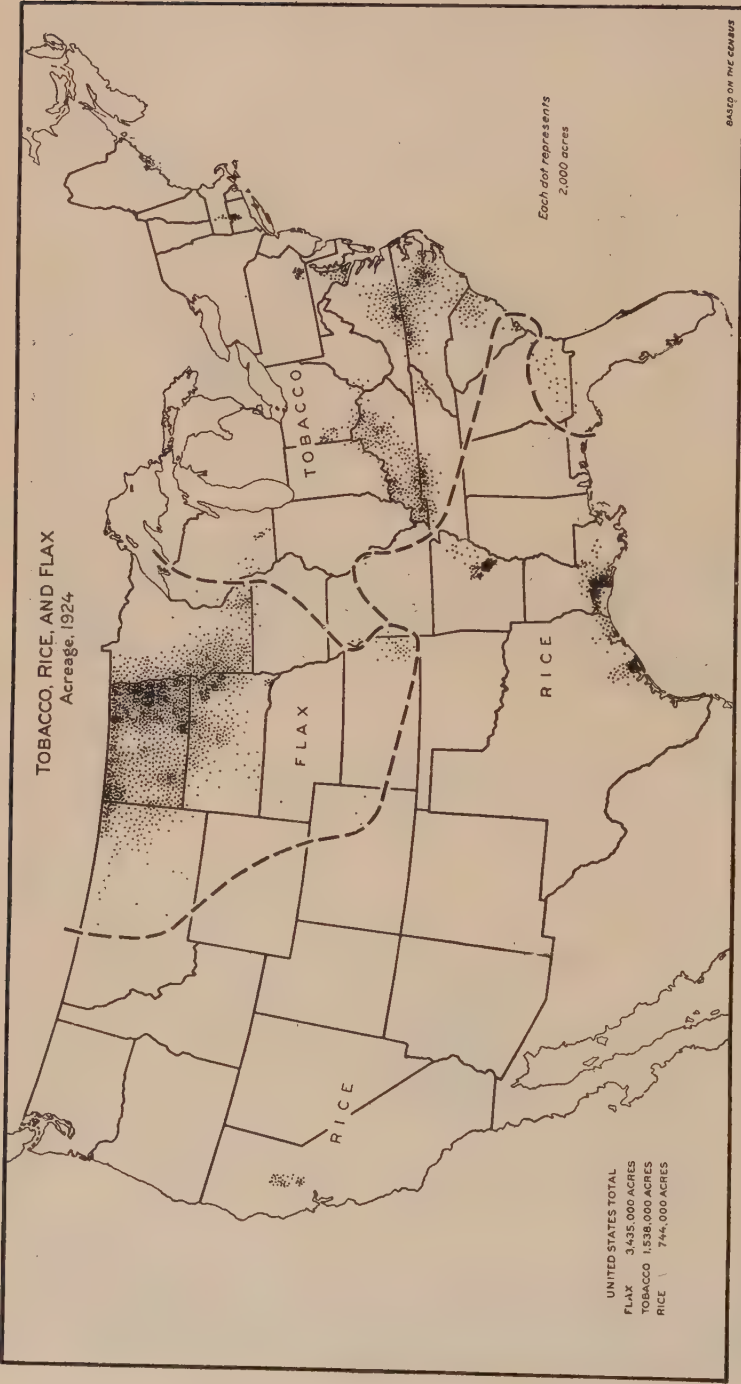 TOBACCO, RICE, AND FLAX
Acreage, 1924
TOBACCO
FLAX
RICE
RICE
Each dot represents
2,000 acres
UNITED STATES TOTAL
FLAX 3,435,000 ACRES
TOBACCO 1,538,000 ACRES
RICE 744,000 ACRES
BASED ON THE CENSUS